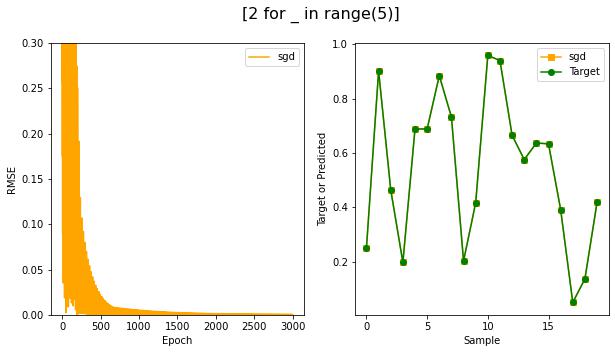 [2 for _ in range(5)]
0.30
0.25
0.20
0.15
0.10
0.05
0.00
RMSE
0
500
1000
1500
2000
2500
3000
Epoch
sgd
1.0
0.8
0.6
0.4
0.2
Target or Predicted
0
5
10
15
Sample
sgd
Target